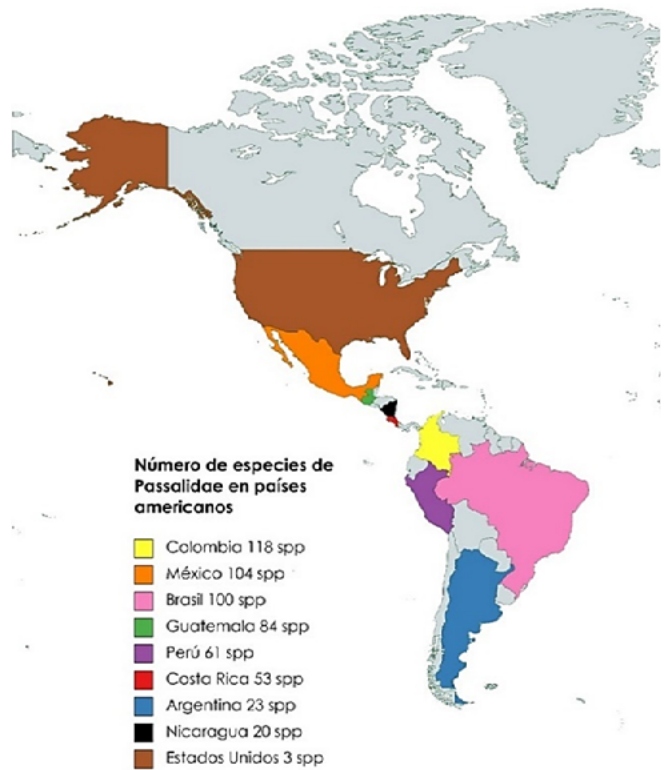 Número de especies de
Passalidae en países
americanos
Colombia 118 spp
México 104 spp
Brasil 100 spp
Guatemala 84 spp
Perú 61 spp
Costa Rica 53 spp
Argentina 23 spp
Nicaragua 20 spp
Estados Unidos 3 spp